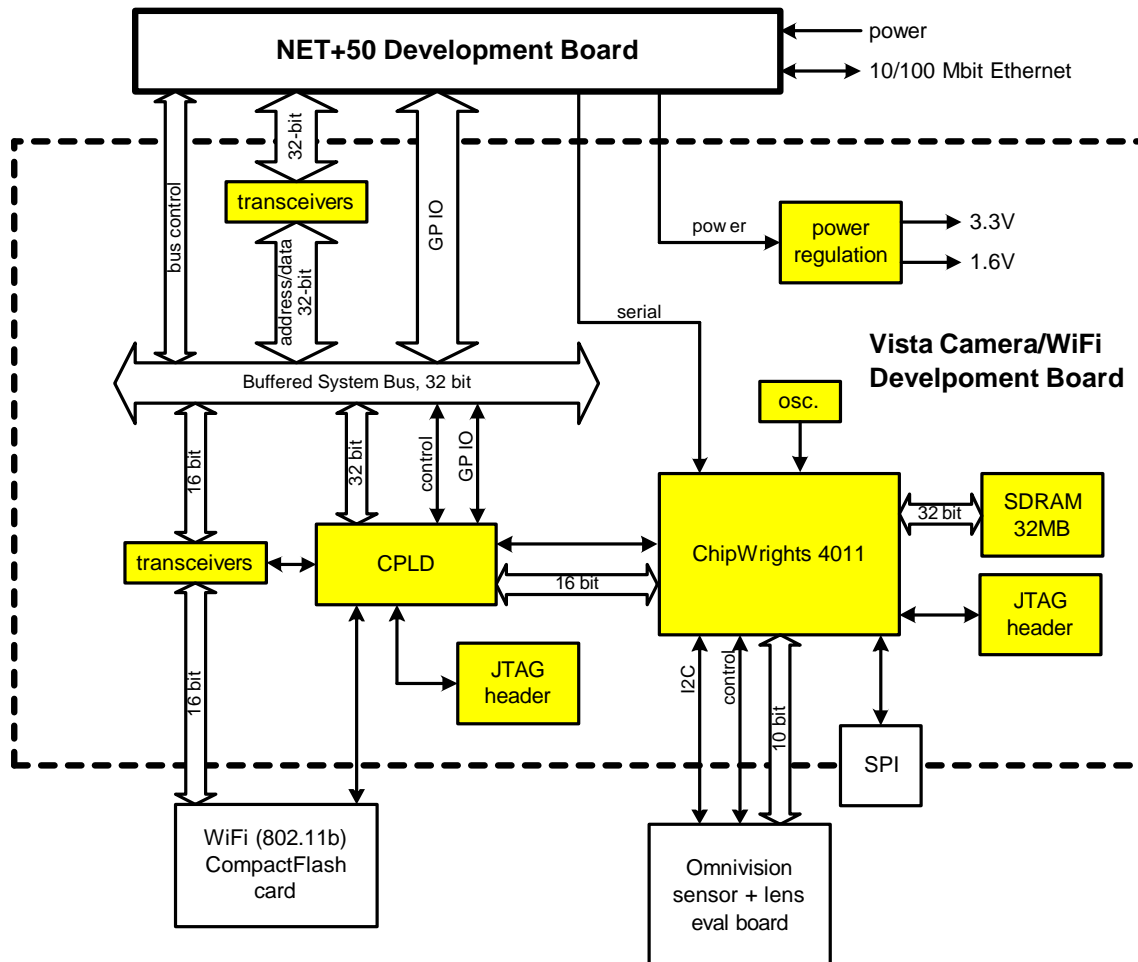 NET+50 Development Board
power
10/100 Mbit Ethernet
32-bit
transceivers
bus control
GP IO
address/data
32-bit
power
power
regulation
3.3V
1.6V
serial
Vista Camera/WiFi
Develpoment Board
Buffered System Bus, 32 bit
osc.
16 bit
32 bit
control
GP IO
ChipWrights 4011
32 bit
SDRAM
32MB
transceivers
CPLD
16 bit
JTAG
header
JTAG
header
16 bit
I2C
control
10 bit
SPI
WiFi (802.11b)
CompactFlash
card
Omnivision
sensor + lens
eval board